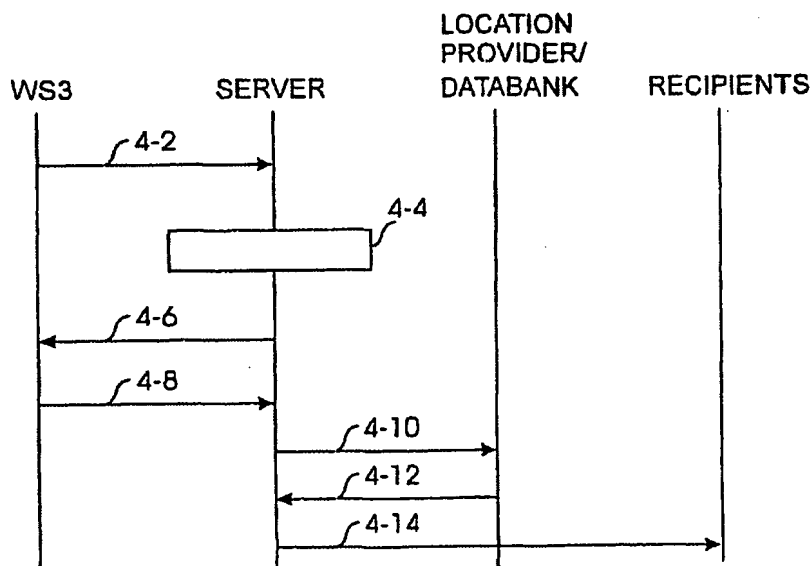 LOCATION
PROVIDER/
WS3 SERVER DATABANK RECIPIENTS
4-2
4-4
4-6
4-8
4-10
4-12
4-14